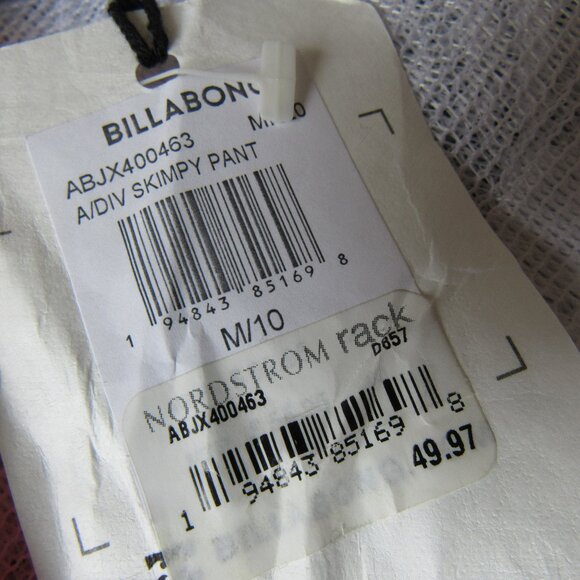 BILLABONG
ABJX400463
A/DIV SKIMPY PANT
1 94843 85169 8
M/10
NORDSTROM rack
D657
ABJX400463
1 94843 85169 8
49.97